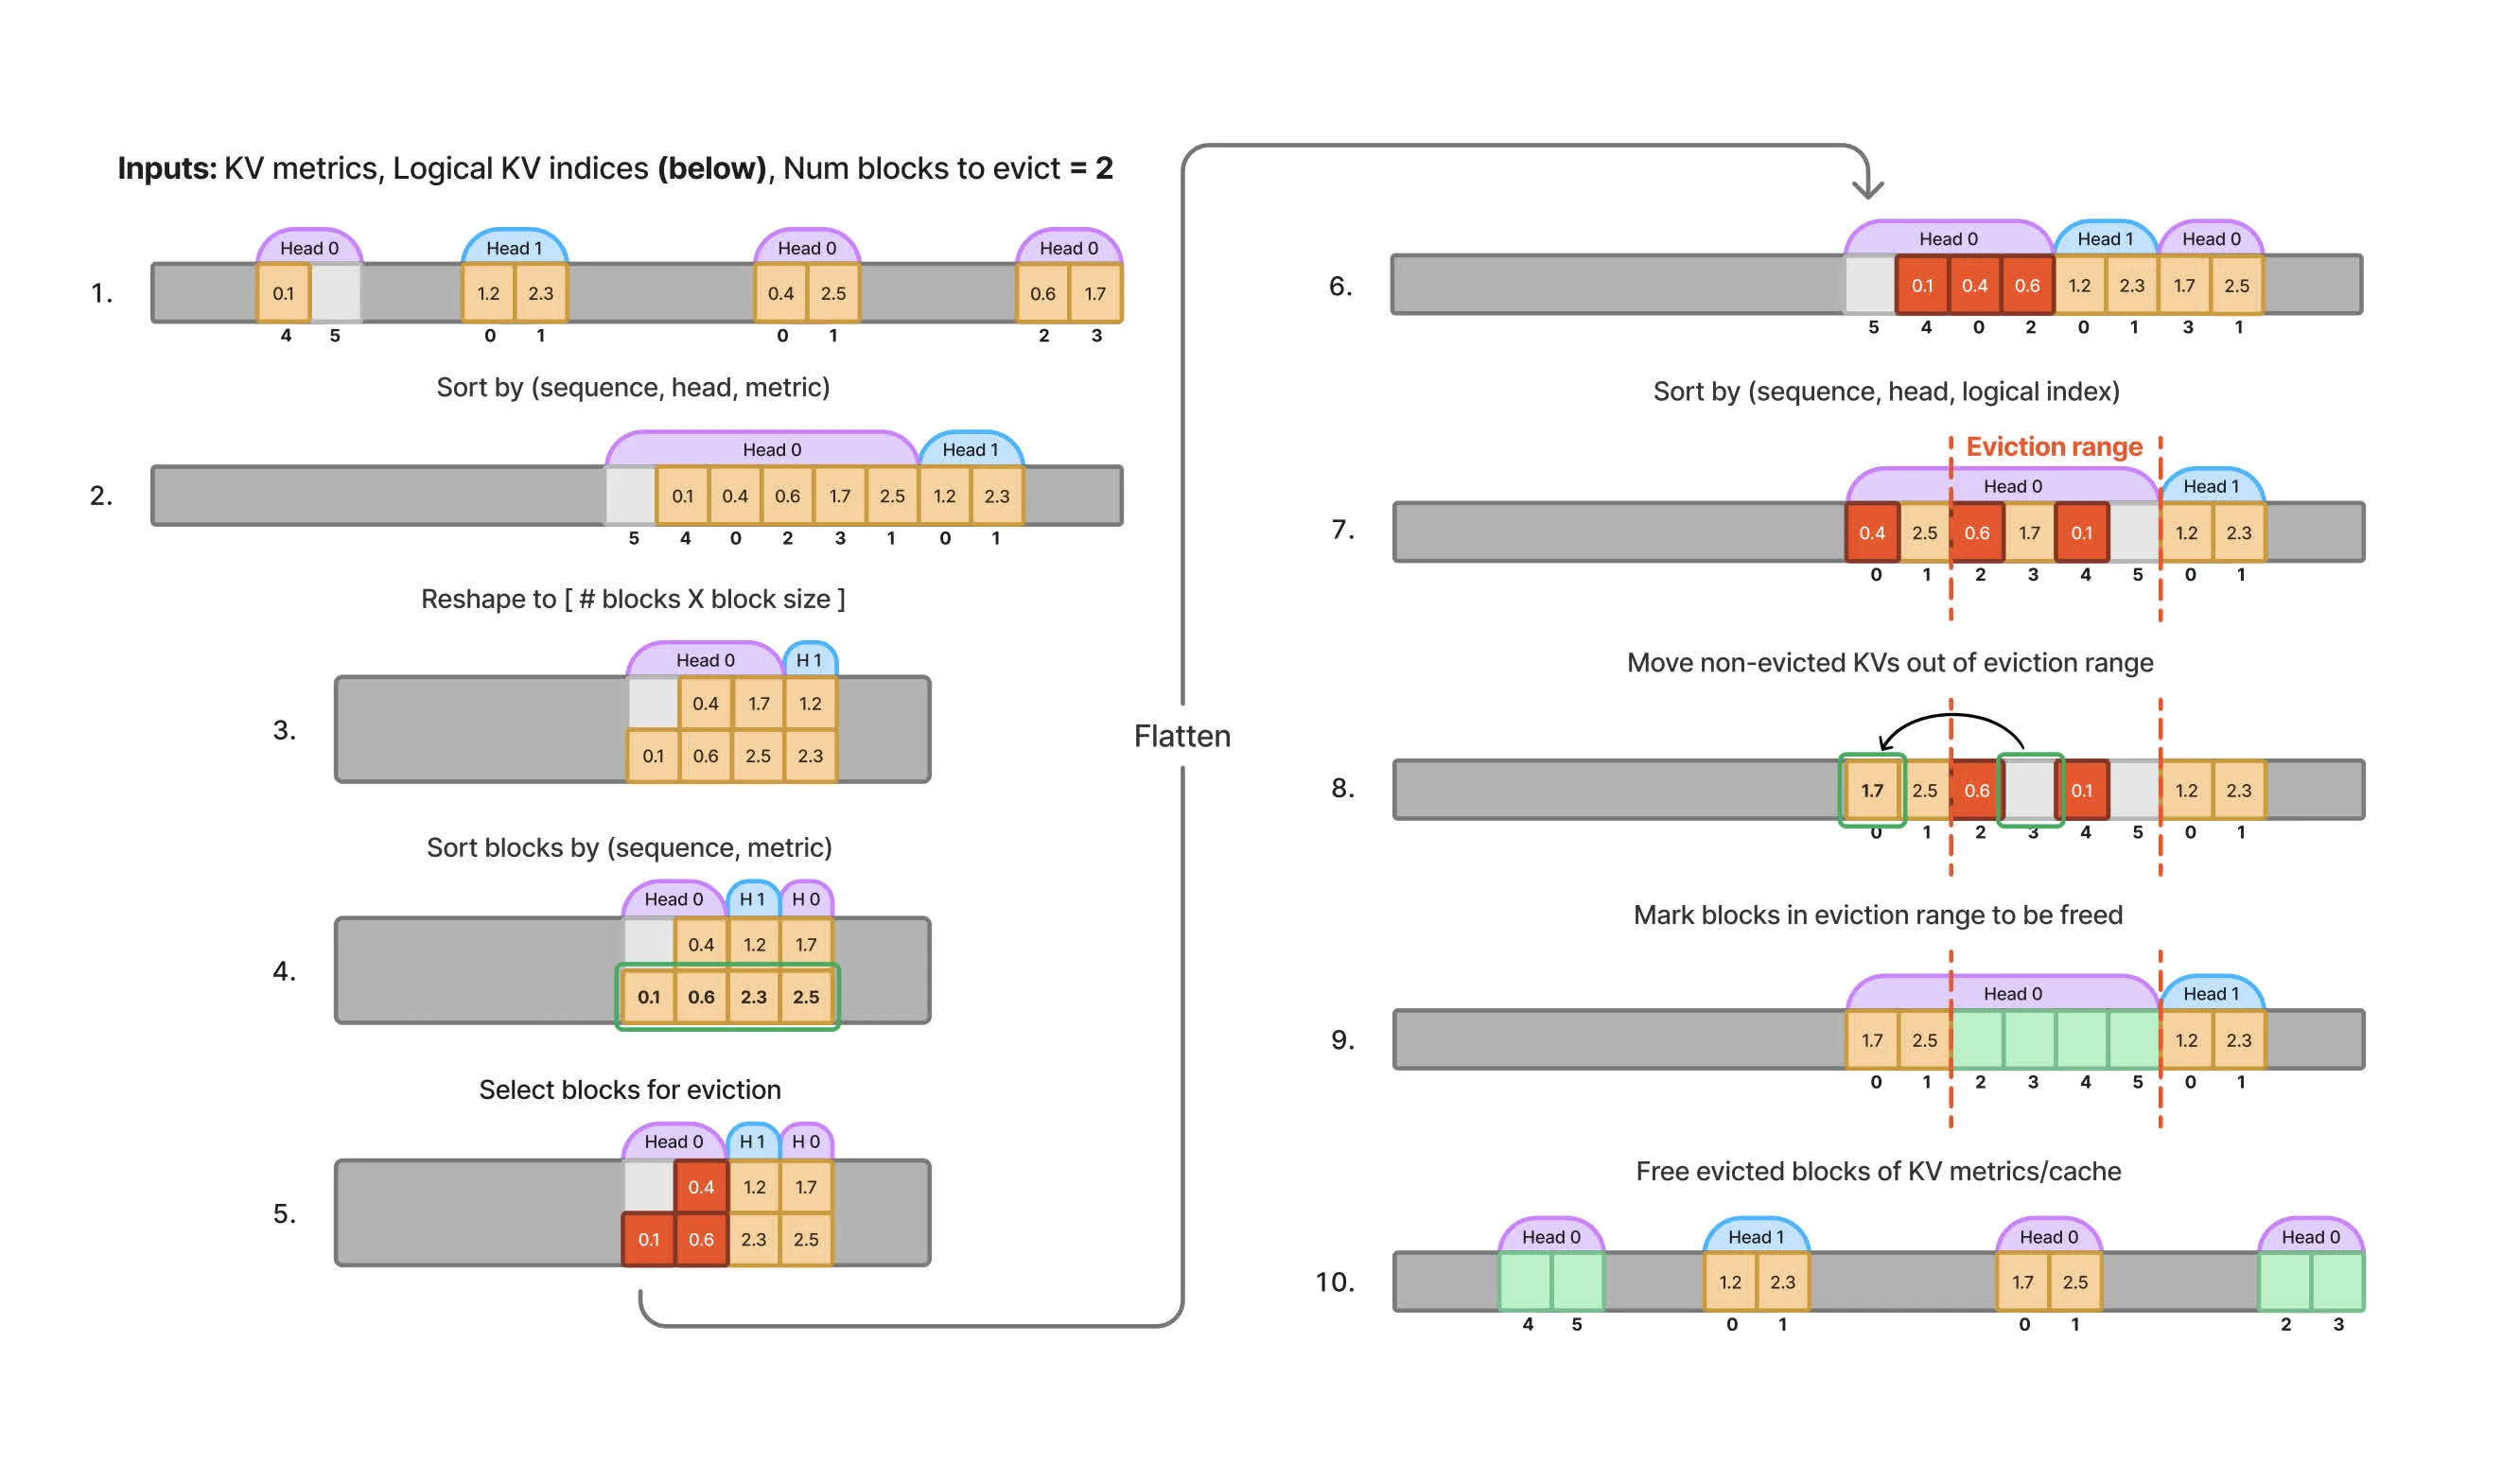 Inputs: KV metrics, Logical KV indices (below), Num blocks to evict = 2
Head 0 Head 1 Head 0 Head 0
1. 0.1 1.2 2.3 0.4 2.5 0.6 1.7
4 5 0 1 0 1 2 3
Sort by (sequence, head, metric)
Head 0 Head 1
2. 0.1 0.4 0.6 1.7 2.5 1.2 2.3
5 4 0 2 3 1 0 1
Reshape to [ # blocks X block size ]
Head 0 H 1
0.4 1.7 1.2
3.
0.1 0.6 2.5 2.3
Sort blocks by (sequence, metric)
Head 0 H 1 H 0
0.4 1.2 1.7
4.
0.1 0.6 2.3 2.5
Select blocks for eviction
Head 0 H 1 H 0
0.4 1.2 1.7
5.
0.1 0.6 2.3 2.5
Flatten
Head 0 Head 1 Head 0
6. 0.1 0.4 0.6 1.2 2.3 1.7 2.5
5 4 0 2 0 1 3 1
Sort by (sequence, head, logical index)
Eviction range
Head 0 Head 1
7. 0.4 2.5 0.6 1.7 0.1 1.2 2.3
0 1 2 3 4 5 0 1
Move non-evicted KVs out of eviction range
8. 1.7 2.5 0.6 0.1 1.2 2.3
0 1 2 3 4 5 0 1
Mark blocks in eviction range to be freed
Head 0 Head 1
9. 1.7 2.5 1.2 2.3
0 1 2 3 4 5 0 1
Free evicted blocks of KV metrics/cache
Head 0 Head 1 Head 0 Head 0
10. 1.2 2.3 1.7 2.5
4 5 0 1 0 1 2 3